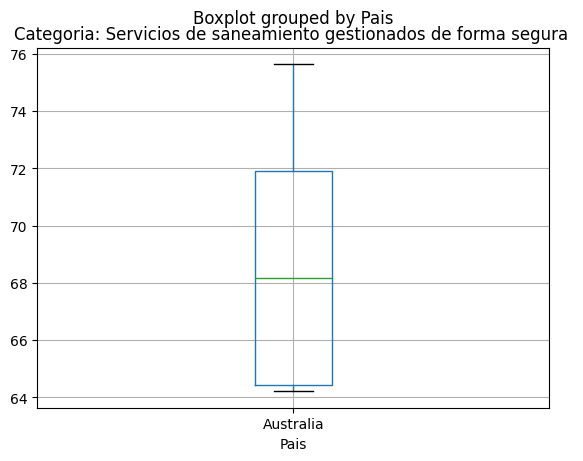 Boxplot grouped by Pais
Categoria: Servicios de saneamiento gestionados de forma segura
76
74
72
70
68
66
64
Australia
Pais